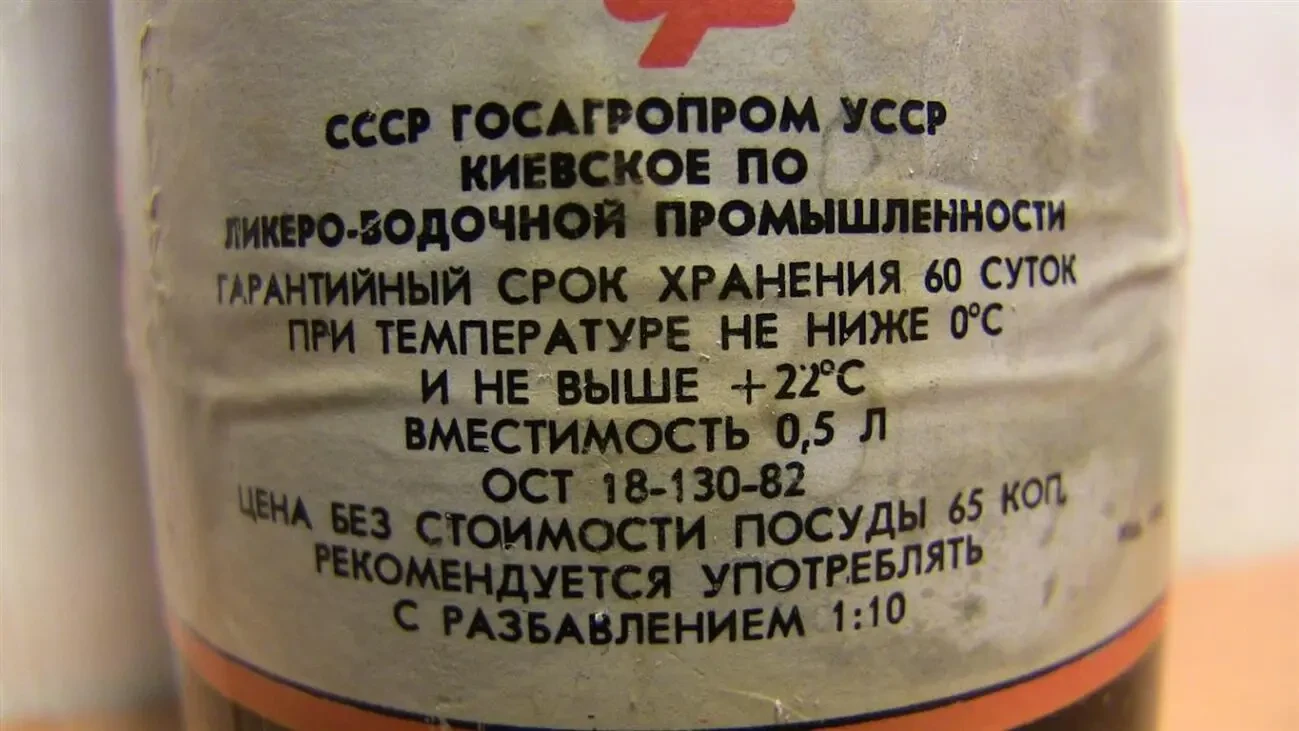 СССР ГОСАГРОПРОМ УССР
КИЕВСКОЕ ПО
ЛИКЕРО-ВОДОЧНОЙ ПРОМЫШЛЕННОСТИ
ГАРАНТИЙНЫЙ СРОК ХРАНЕНИЯ 60 СУТОК
ПРИ ТЕМПЕРАТУРЕ НЕ НИЖЕ 0°С
И НЕ ВЫШЕ +22°С
ВМЕСТИМОСТЬ 0,5 Л
ОСТ 18-130-82
ЦЕНА БЕЗ СТОИМОСТИ ПОСУДЫ 65 КОП.
РЕКОМЕНДУЕТСЯ УПОТРЕБЛЯТЬ
С РАЗБАВЛЕНИЕМ 1:10